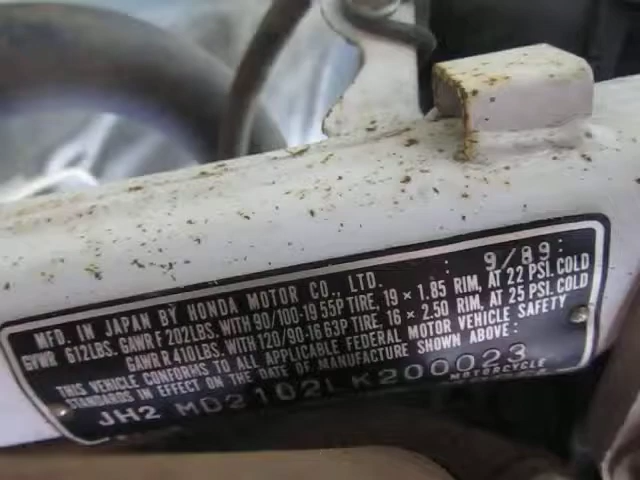 9/89
MFD. IN JAPAN BY HONDA MOTOR CO., LTD.
GVWR 612LBS. GAWR F 202LBS. WITH 90/100-19 55P TIRE, 19 × 1.85 RIM, AT 22 PSI. COLD
GAWR R 410LBS. WITH 120/90-16 63P TIRE, 16 × 2.50 RIM, AT 25 PSI. COLD
THIS VEHICLE CONFORMS TO ALL APPLICABLE FEDERAL MOTOR VEHICLE SAFETY
STANDARDS IN EFFECT ON THE DATE OF MANUFACTURE SHOWN ABOVE:
JH2 MD2102LK200023
MOTORCYCLE